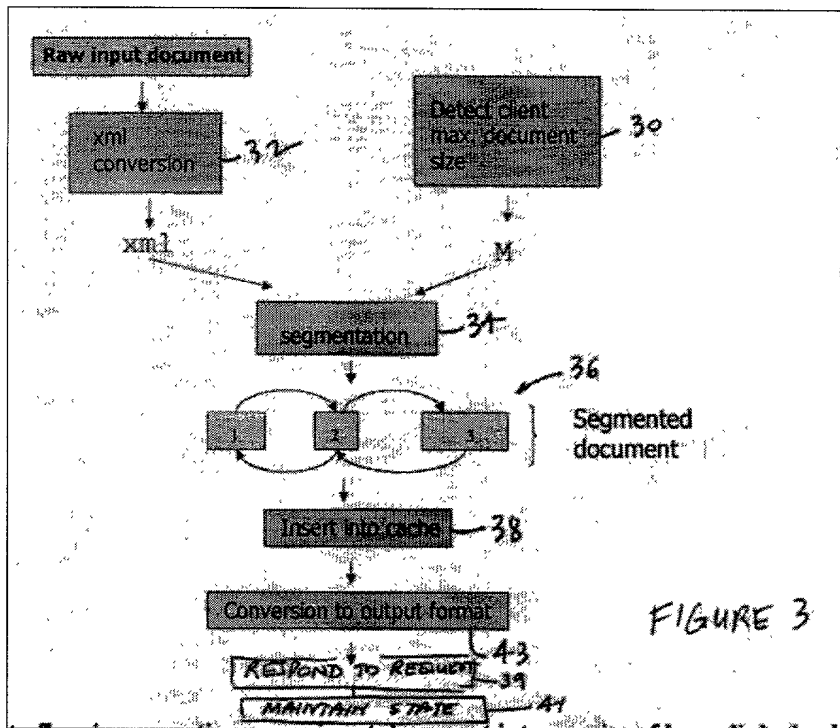 Raw input document
Detect client
max. document
size
30
xml
conversion
32
xml
M
segmentation
34
36
1
2
3
Segmented
document
Insert into cache
38
Conversion to output format
43
FIGURE 3
RESPOND TO REQUEST
39
MAINTAIN STATE
41